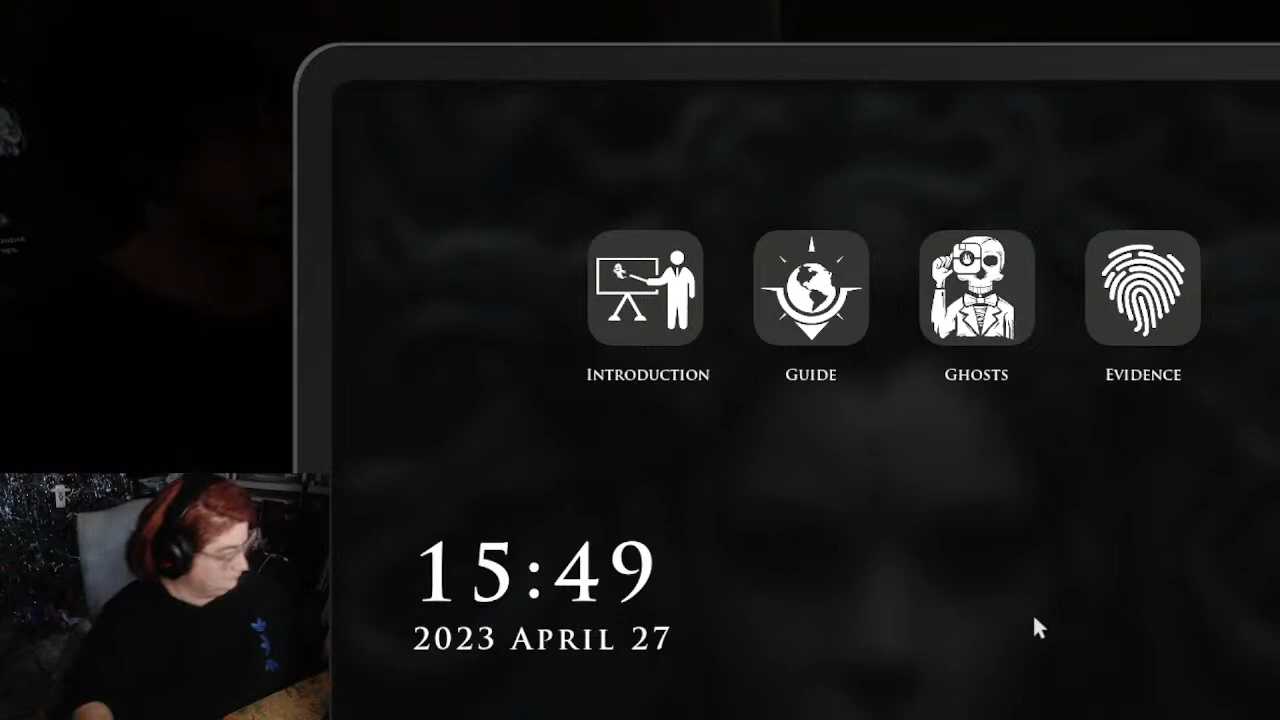 Introduction
Guide
Ghosts
Evidence
15:49
2023 April 27